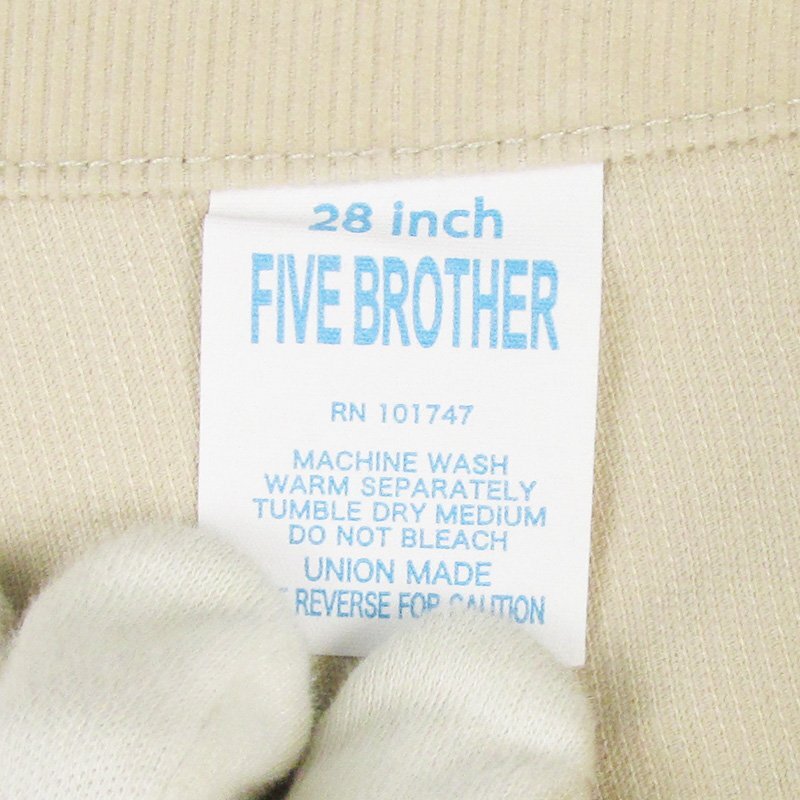 28 inch
FIVE BROTHER
RN 101747
MACHINE WASH
WARM SEPARATELY
TUMBLE DRY MEDIUM
DO NOT BLEACH
UNION MADE
REVERSE FOR CAUTION